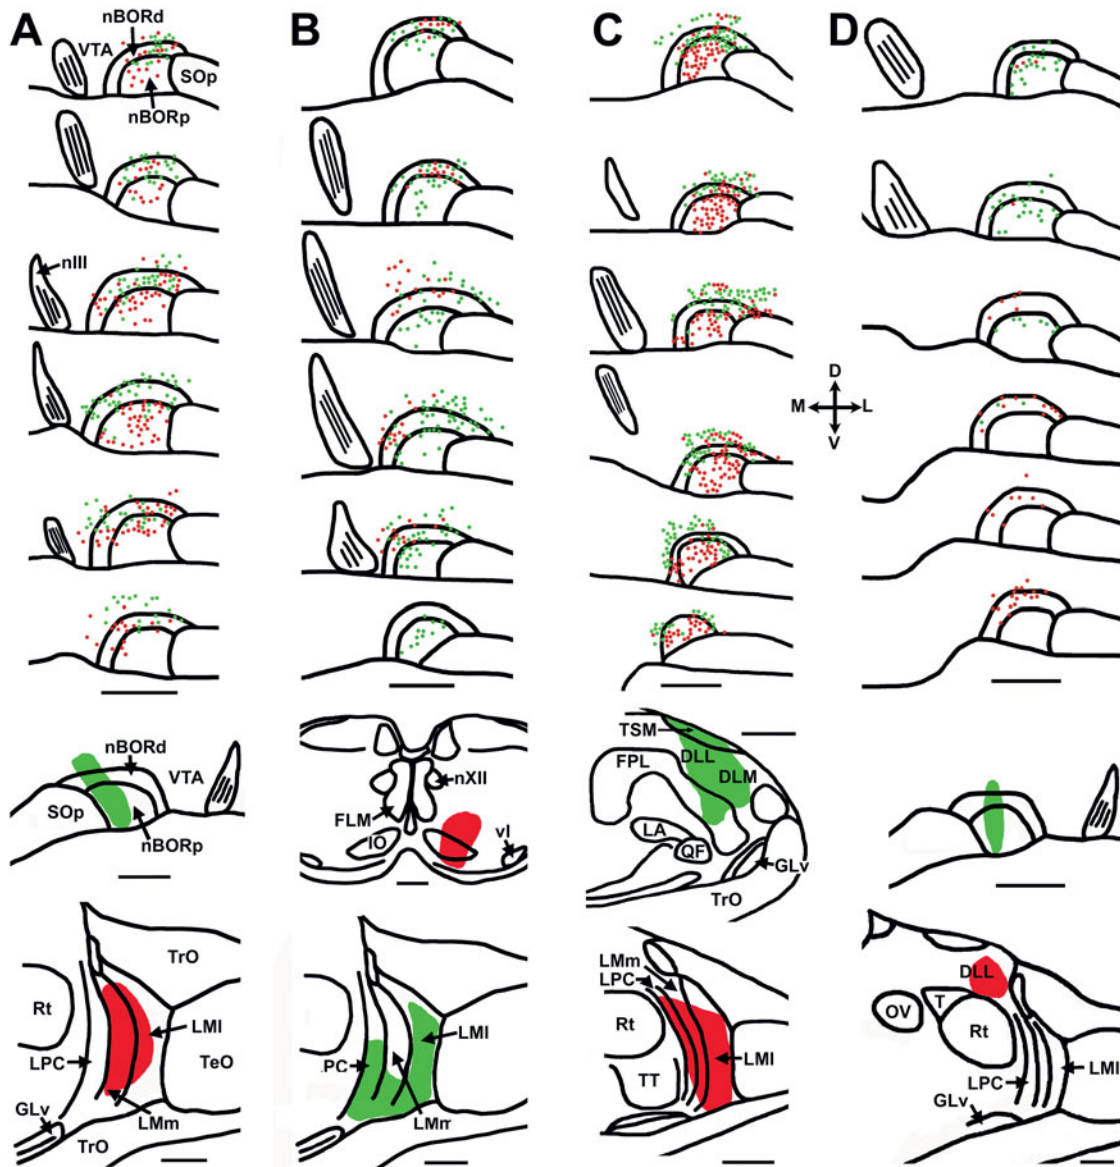 A
B
C
D
nBORd
VTA
SOp
nBORp
nIII
D
M
L
V
nBORd
VTA
SOp
nBORp
nXII
FLM
IO
vI
TSM
DLL
FPL
DLM
LA
QF
GLv
TrO
TrO
Rt
LMl
LPC
TeO
GLv
LMm
TrO
LMl
PC
LMm
LMm
LPC
Rt
LMl
TT
DLL
OV
T
Rt
LMl
LPC
GLv